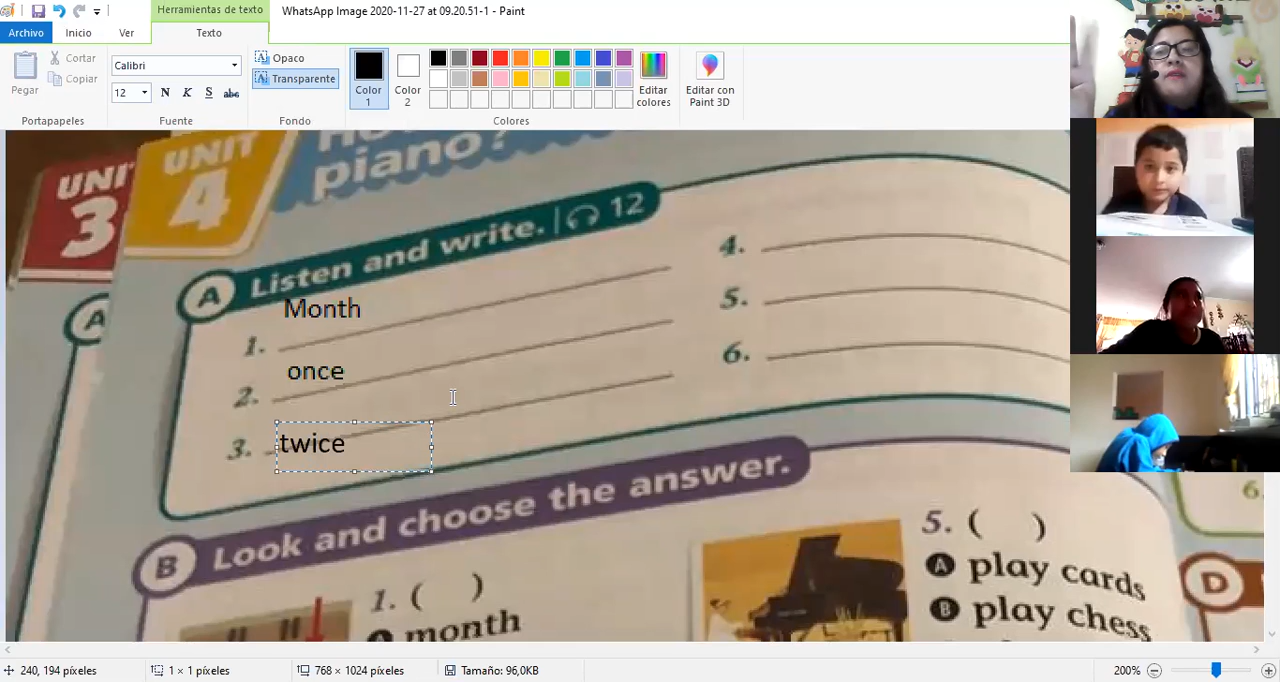 Herramientas de texto
WhatsApp Image 2020-11-27 at 09.20.51-1 - Paint
Archivo
Inicio
Ver
Texto
Pegar
Cortar
Copiar
Portapapeles
Calibri
12
N K S abc
Fuente
Opaco
Transparente
Fondo
Color 1
Color 2
Editar colores
Editar con Paint 3D
Colores
UNIT 4
piano?
UNI
3
A
A Listen and write. | 12
1. Month
2. once
3. twice
4.
5.
6.
B Look and choose the answer.
1. ( )
A month
5. ( )
A play cards
B play chess
6.
D
240, 194 píxeles
1 × 1 píxeles
768 × 1024 píxeles
Tamaño: 96,0KB
200%